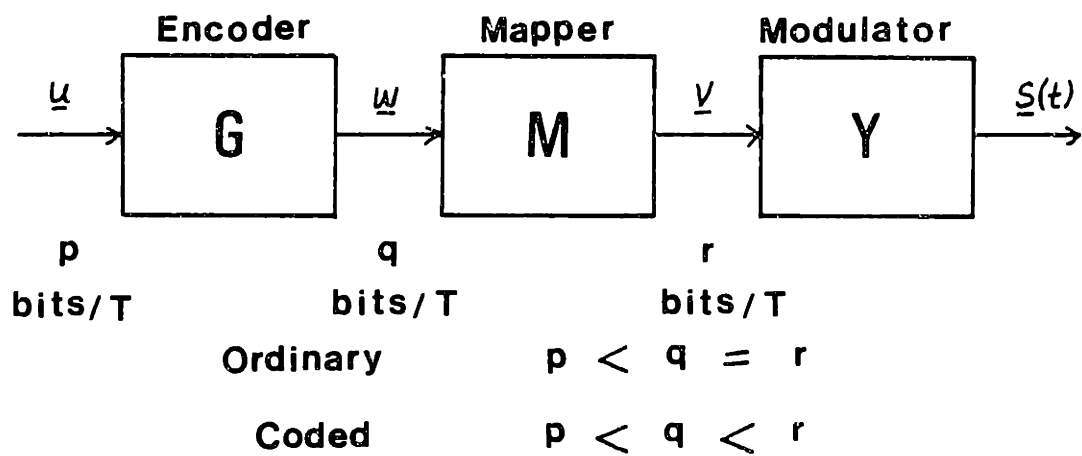 Encoder Mapper Modulator
u G w M v Y s(t)
p q r
bits/T bits/T bits/T
Ordinary p < q = r
Coded p < q < r